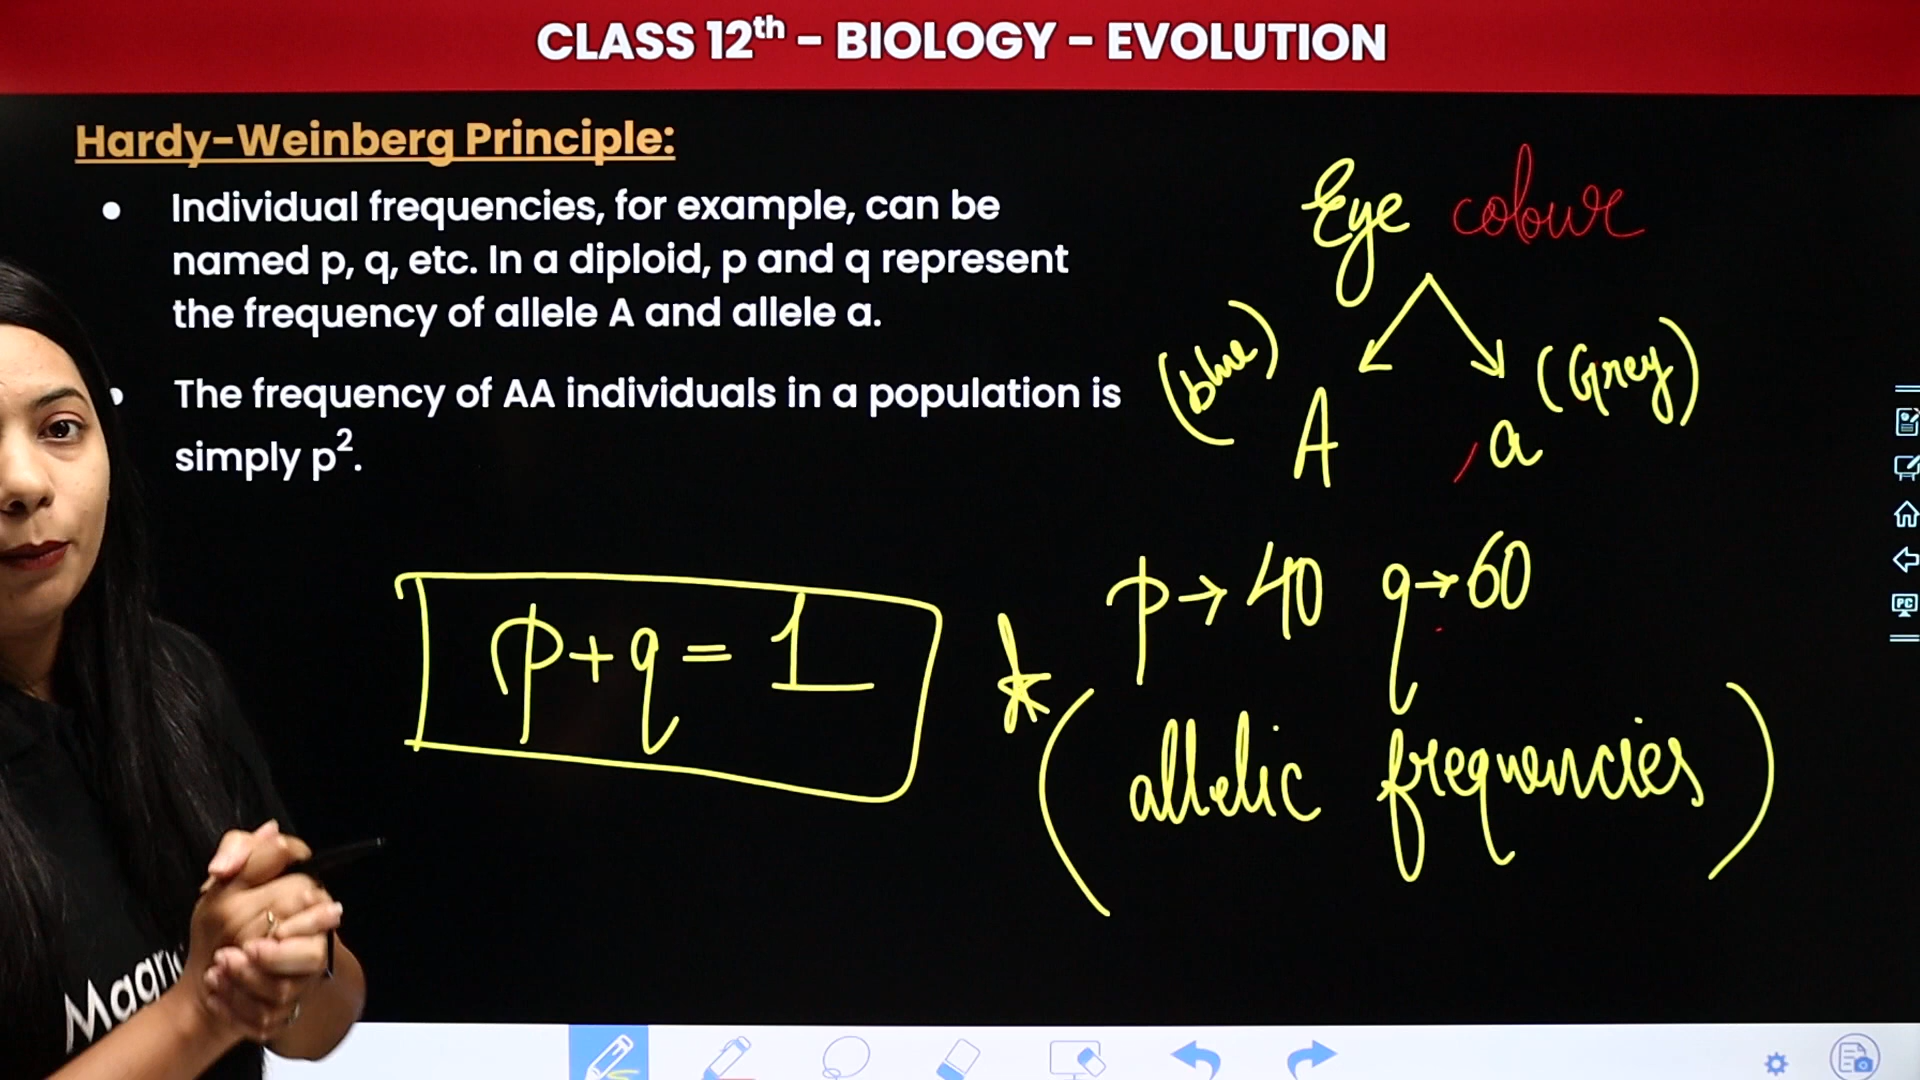 CLASS 12th - BIOLOGY - EVOLUTION
Hardy-Weinberg Principle:
• Individual frequencies, for example, can be
named p, q, etc. In a diploid, p and q represent
the frequency of allele A and allele a.
• The frequency of AA individuals in a population is
simply p².
p+q = 1
Eye colour
(blue) (Grey)
A , a
p→40 q→60
(allelic frequencies)
PC